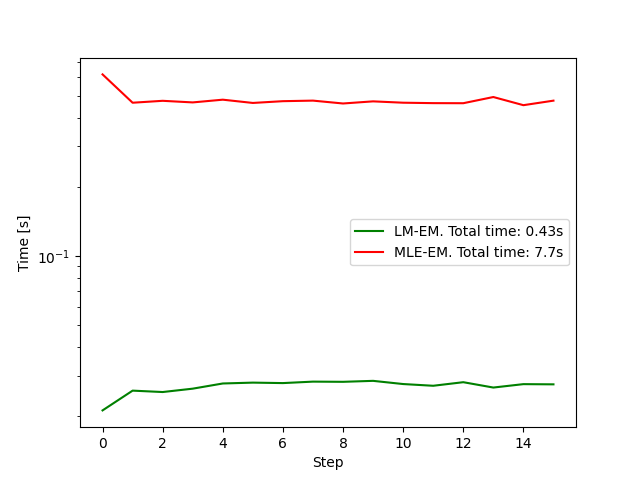 Time [s]
10⁻¹
LM-EM. Total time: 0.43s
MLE-EM. Total time: 7.7s
0 2 4 6 8 10 12 14
Step